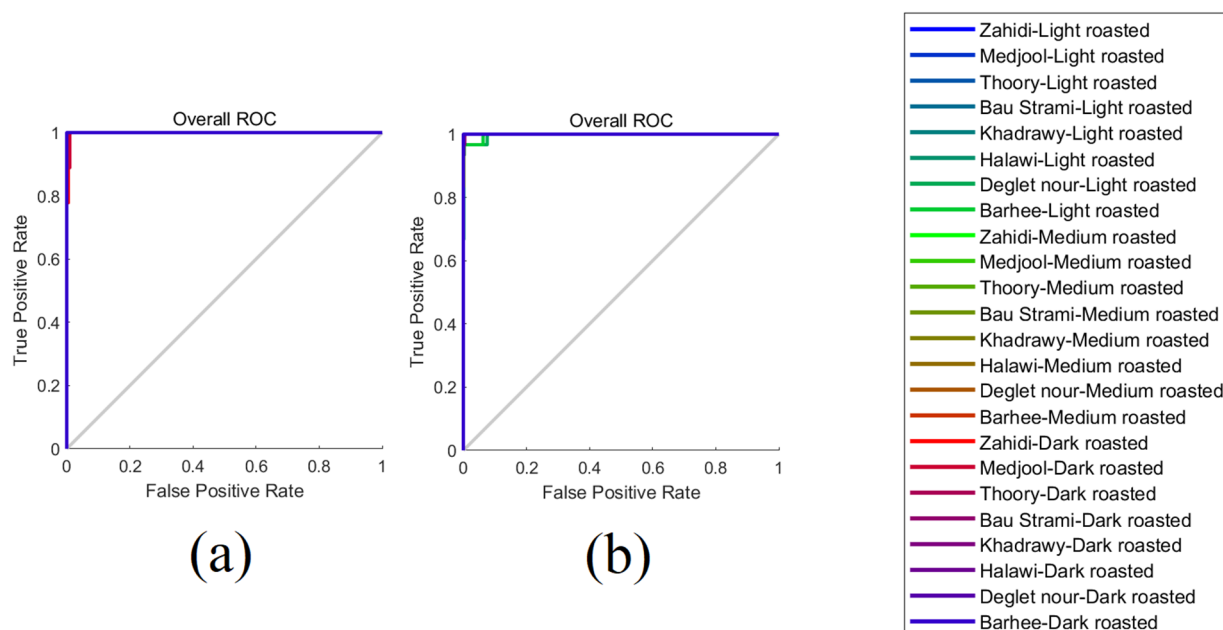 Overall ROC
1
0.8
0.6
0.4
0.2
0
True Positive Rate
0
0.2
0.4
0.6
0.8
1
False Positive Rate
(a)
Overall ROC
1
0.8
0.6
0.4
0.2
0
True Positive Rate
0
0.2
0.4
0.6
0.8
1
False Positive Rate
(b)
Zahidi-Light roasted
Medjool-Light roasted
Thoory-Light roasted
Bau Strami-Light roasted
Khadrawy-Light roasted
Halawi-Light roasted
Deglet nour-Light roasted
Barhee-Light roasted
Zahidi-Medium roasted
Medjool-Medium roasted
Thoory-Medium roasted
Bau Strami-Medium roasted
Khadrawy-Medium roasted
Halawi-Medium roasted
Deglet nour-Medium roasted
Barhee-Medium roasted
Zahidi-Dark roasted
Medjool-Dark roasted
Thoory-Dark roasted
Bau Strami-Dark roasted
Khadrawy-Dark roasted
Halawi-Dark roasted
Deglet nour-Dark roasted
Barhee-Dark roasted